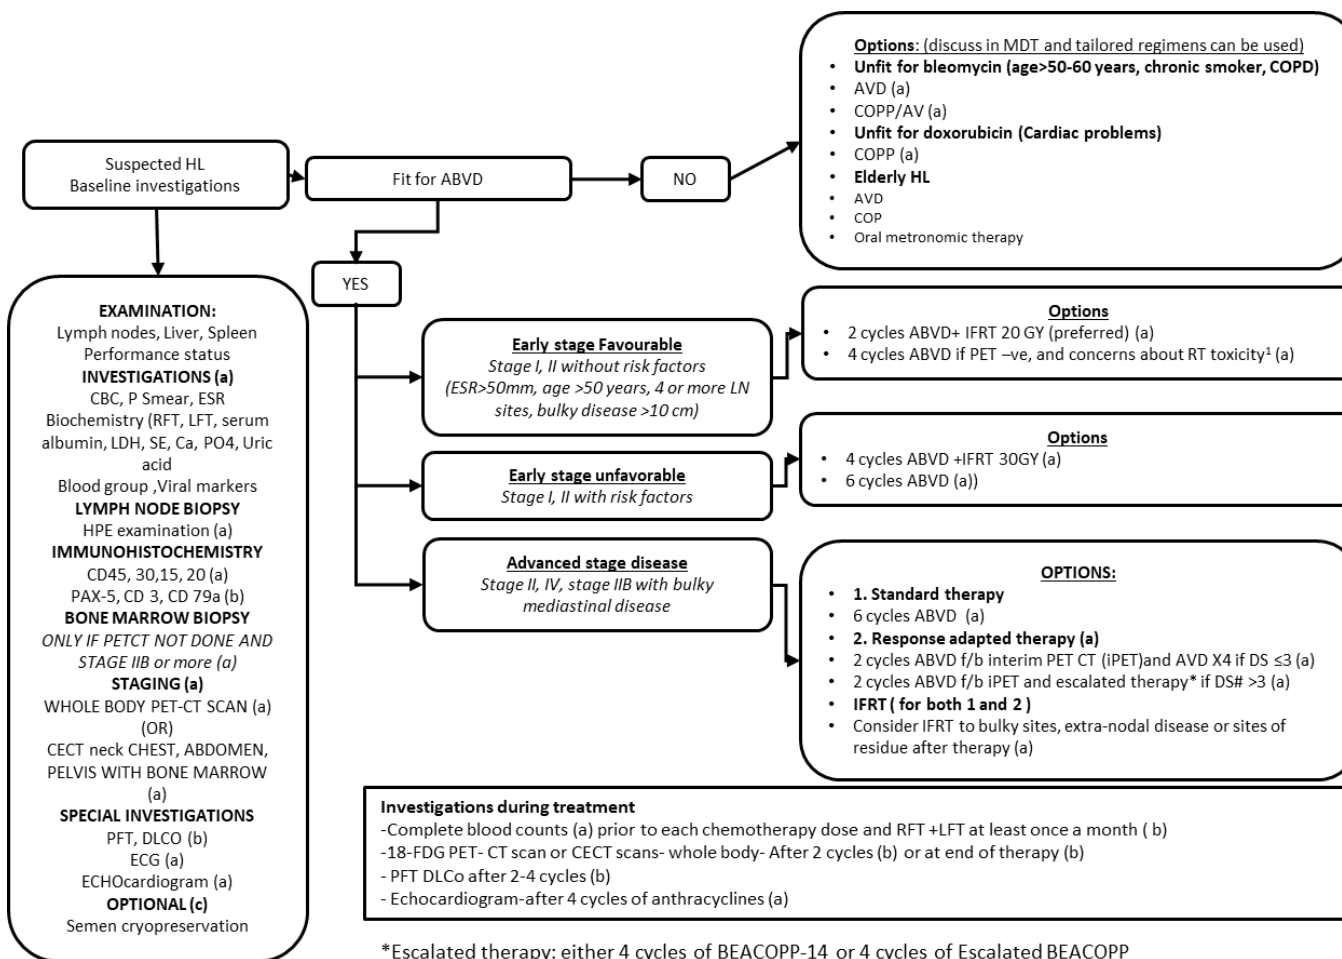 Suspected HL
Baseline investigations
Fit for ABVD
NO
YES
Options: (discuss in MDT and tailored regimens can be used)
• Unfit for bleomycin (age>50-60 years, chronic smoker, COPD)
• AVD (a)
• COPP/AV (a)
• Unfit for doxorubicin (Cardiac problems)
• COPP (a)
• Elderly HL
• AVD
• COP
• Oral metronomic therapy
EXAMINATION:
Lymph nodes, Liver, Spleen
Performance status
INVESTIGATIONS (a)
CBC, P Smear, ESR
Biochemistry (RFT, LFT, serum
albumin, LDH, SE, Ca, PO4, Uric
acid
Blood group ,Viral markers
LYMPH NODE BIOPSY
HPE examination (a)
IMMUNOHISTOCHEMISTRY
CD45, 30,15, 20 (a)
PAX-5, CD 3, CD 79a (b)
BONE MARROW BIOPSY
ONLY IF PETCT NOT DONE AND
STAGE IIB or more (a)
STAGING (a)
WHOLE BODY PET-CT SCAN (a)
(OR)
CECT neck CHEST, ABDOMEN,
PELVIS WITH BONE MARROW
(a)
SPECIAL INVESTIGATIONS
PFT, DLCO (b)
ECG (a)
ECHOcardiogram (a)
OPTIONAL (c)
Semen cryopreservation
Early stage Favourable
Stage I, II without risk factors
(ESR>50mm, age >50 years, 4 or more LN
sites, bulky disease >10 cm)
Options
• 2 cycles ABVD+ IFRT 20 GY (preferred) (a)
• 4 cycles ABVD if PET –ve, and concerns about RT toxicity¹ (a)
Early stage unfavorable
Stage I, II with risk factors
Options
• 4 cycles ABVD +IFRT 30GY (a)
• 6 cycles ABVD (a))
Advanced stage disease
Stage II, IV, stage IIB with bulky
mediastinal disease
OPTIONS:
• 1. Standard therapy
• 6 cycles ABVD (a)
• 2. Response adapted therapy (a)
• 2 cycles ABVD f/b interim PET CT (iPET)and AVD X4 if DS ≤3 (a)
• 2 cycles ABVD f/b iPET and escalated therapy* if DS# >3 (a)
• IFRT ( for both 1 and 2 )
• Consider IFRT to bulky sites, extra-nodal disease or sites of
residue after therapy (a)
Investigations during treatment
-Complete blood counts (a) prior to each chemotherapy dose and RFT +LFT at least once a month ( b)
-18-FDG PET- CT scan or CECT scans- whole body- After 2 cycles (b) or at end of therapy (b)
- PFT DLCo after 2-4 cycles (b)
- Echocardiogram-after 4 cycles of anthracyclines (a)
*Escalated therapy: either 4 cycles of BEACOPP-14 or 4 cycles of Escalated BEACOPP